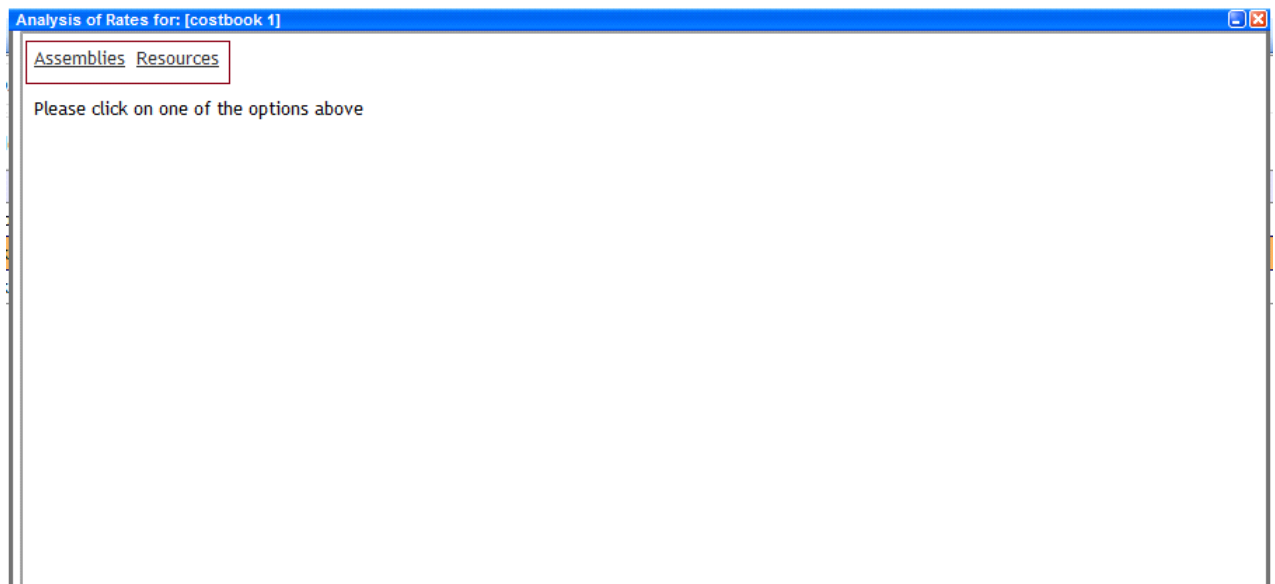 Analysis of Rates for: [costbook 1]
Assemblies Resources
Please click on one of the options above